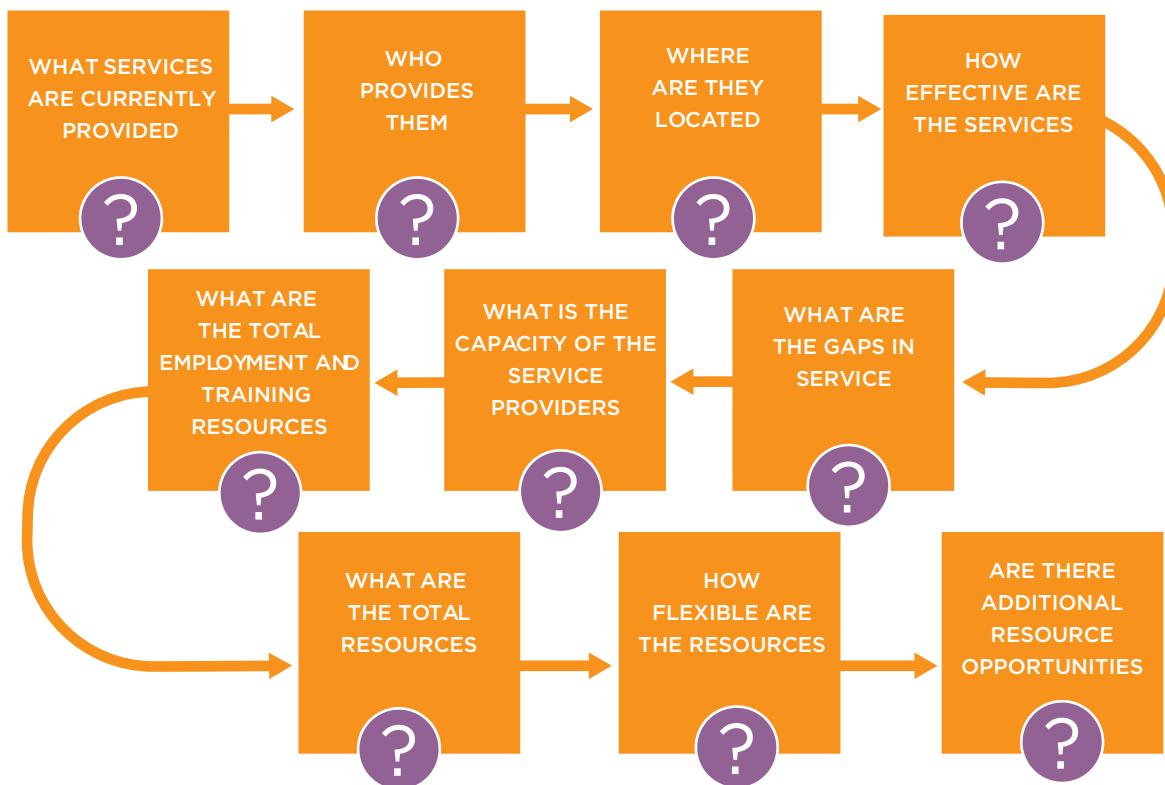 WHAT SERVICES
ARE CURRENTLY
PROVIDED
?
WHO
PROVIDES
THEM
?
WHERE
ARE THEY
LOCATED
?
HOW
EFFECTIVE ARE
THE SERVICES
?
WHAT ARE
THE GAPS IN
SERVICE
?
WHAT IS THE
CAPACITY OF THE
SERVICE
PROVIDERS
?
WHAT ARE
THE TOTAL
EMPLOYMENT AND
TRAINING
RESOURCES
?
WHAT ARE
THE TOTAL
RESOURCES
?
HOW
FLEXIBLE ARE
THE RESOURCES
?
ARE THERE
ADDITIONAL
RESOURCE
OPPORTUNITIES
?